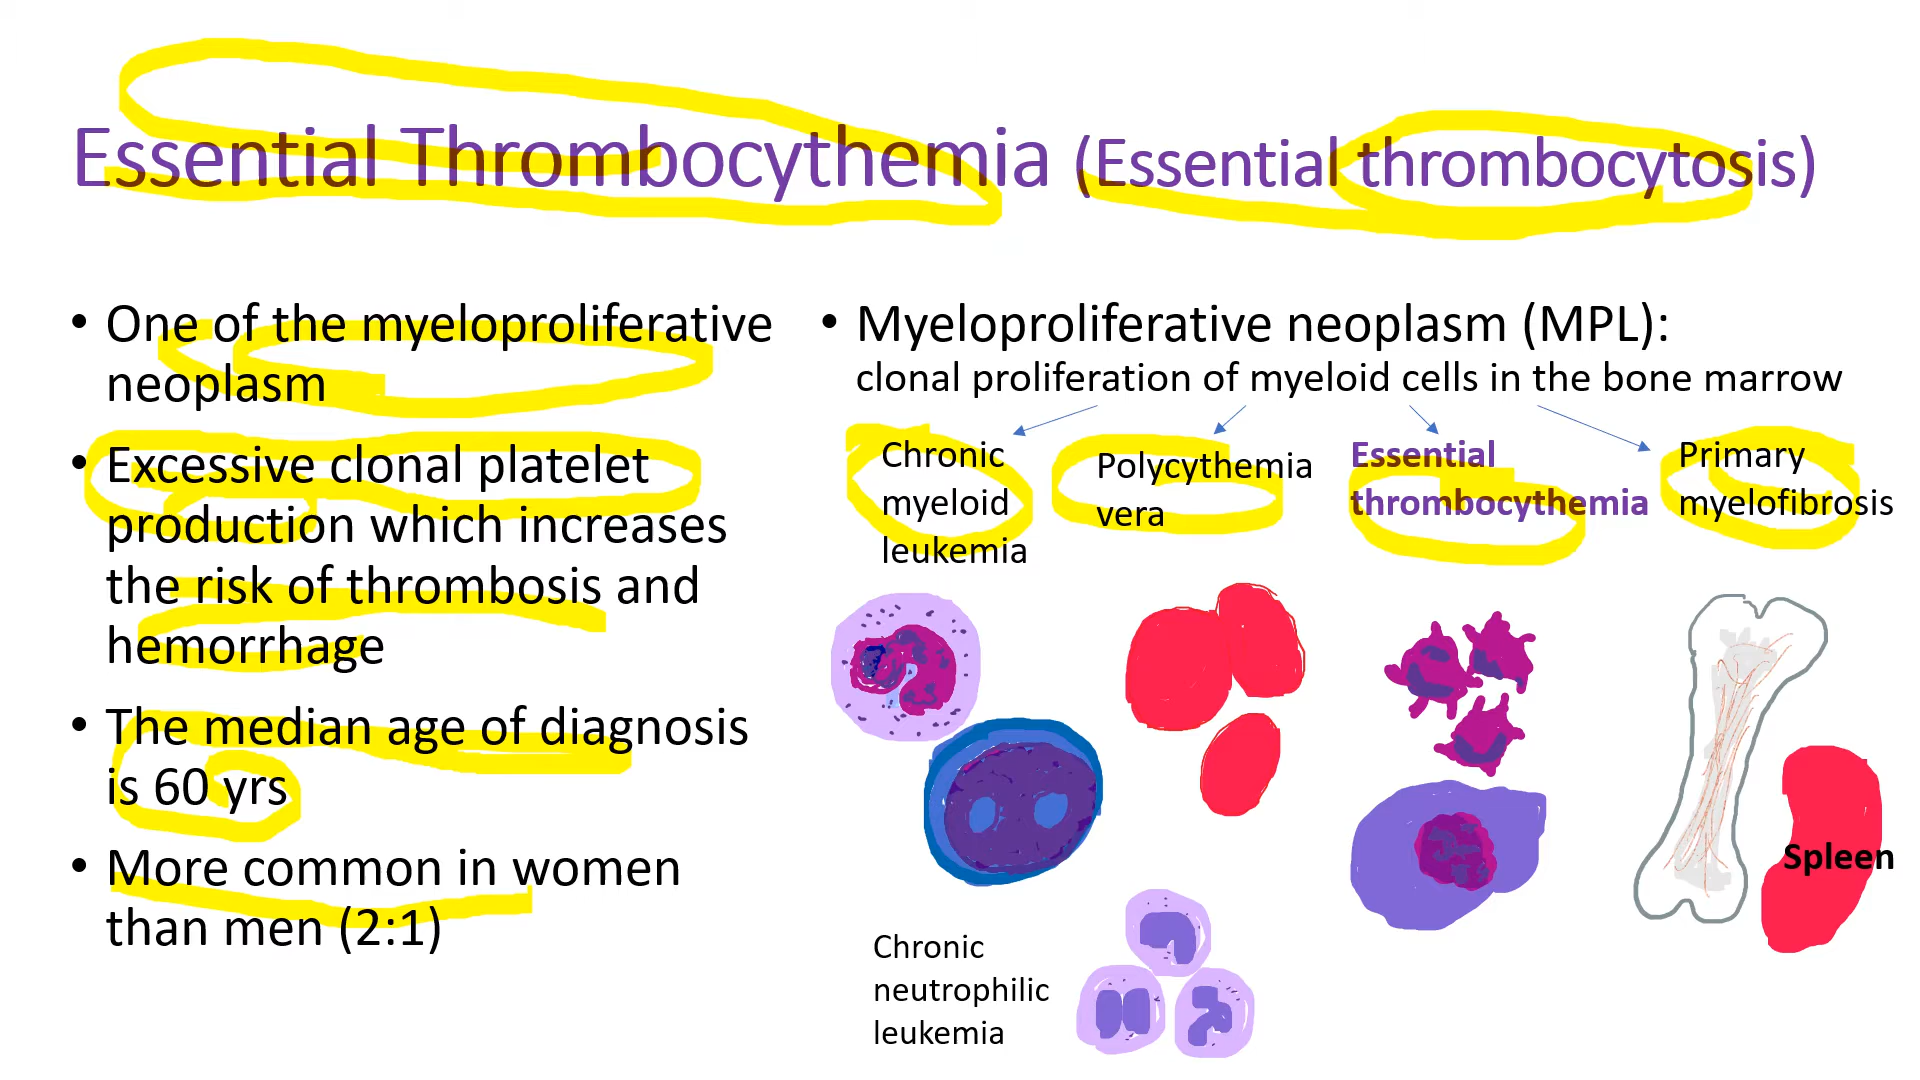 Essential Thrombocythemia (Essential thrombocytosis)
• One of the myeloproliferative
neoplasm
• Excessive clonal platelet
production which increases
the risk of thrombosis and
hemorrhage
• The median age of diagnosis
is 60 yrs
• More common in women
than men (2:1)
• Myeloproliferative neoplasm (MPL):
clonal proliferation of myeloid cells in the bone marrow
Chronic
myeloid
leukemia
Polycythemia
vera
Essential
thrombocythemia
Primary
myelofibrosis
Spleen
Chronic
neutrophilic
leukemia